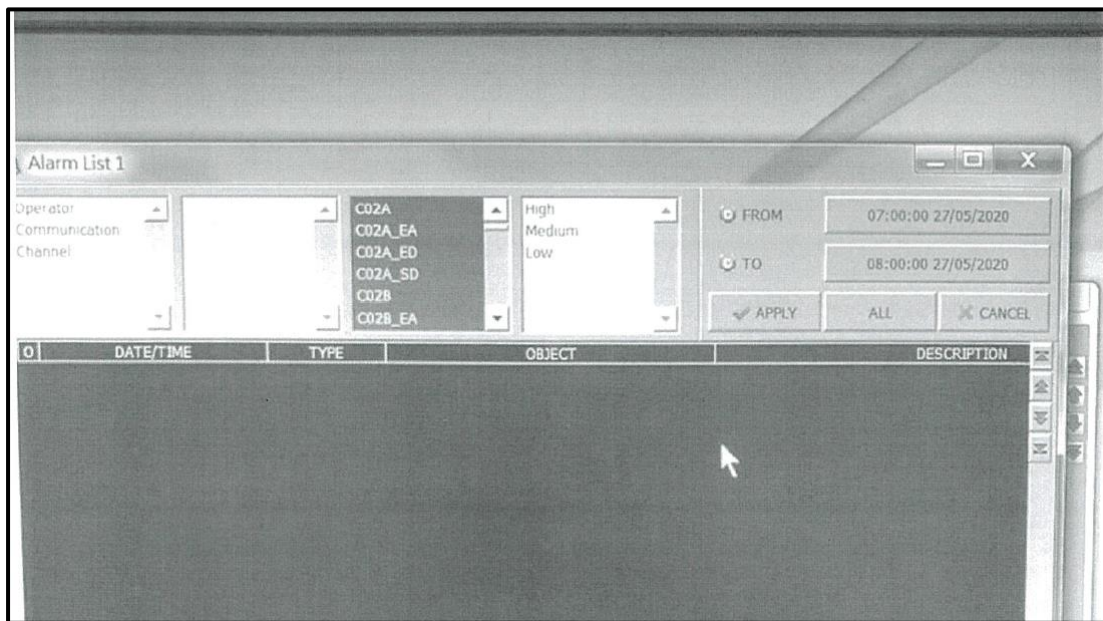 Alarm List 1
Operator
Communication
Channel
C02A
C02A_EA
C02A_ED
C02A_SD
C02B
C02B_EA
High
Medium
Low
FROM 07:00:00 27/05/2020
TO 08:00:00 27/05/2020
APPLY ALL CANCEL
O DATE/TIME TYPE OBJECT DESCRIPTION